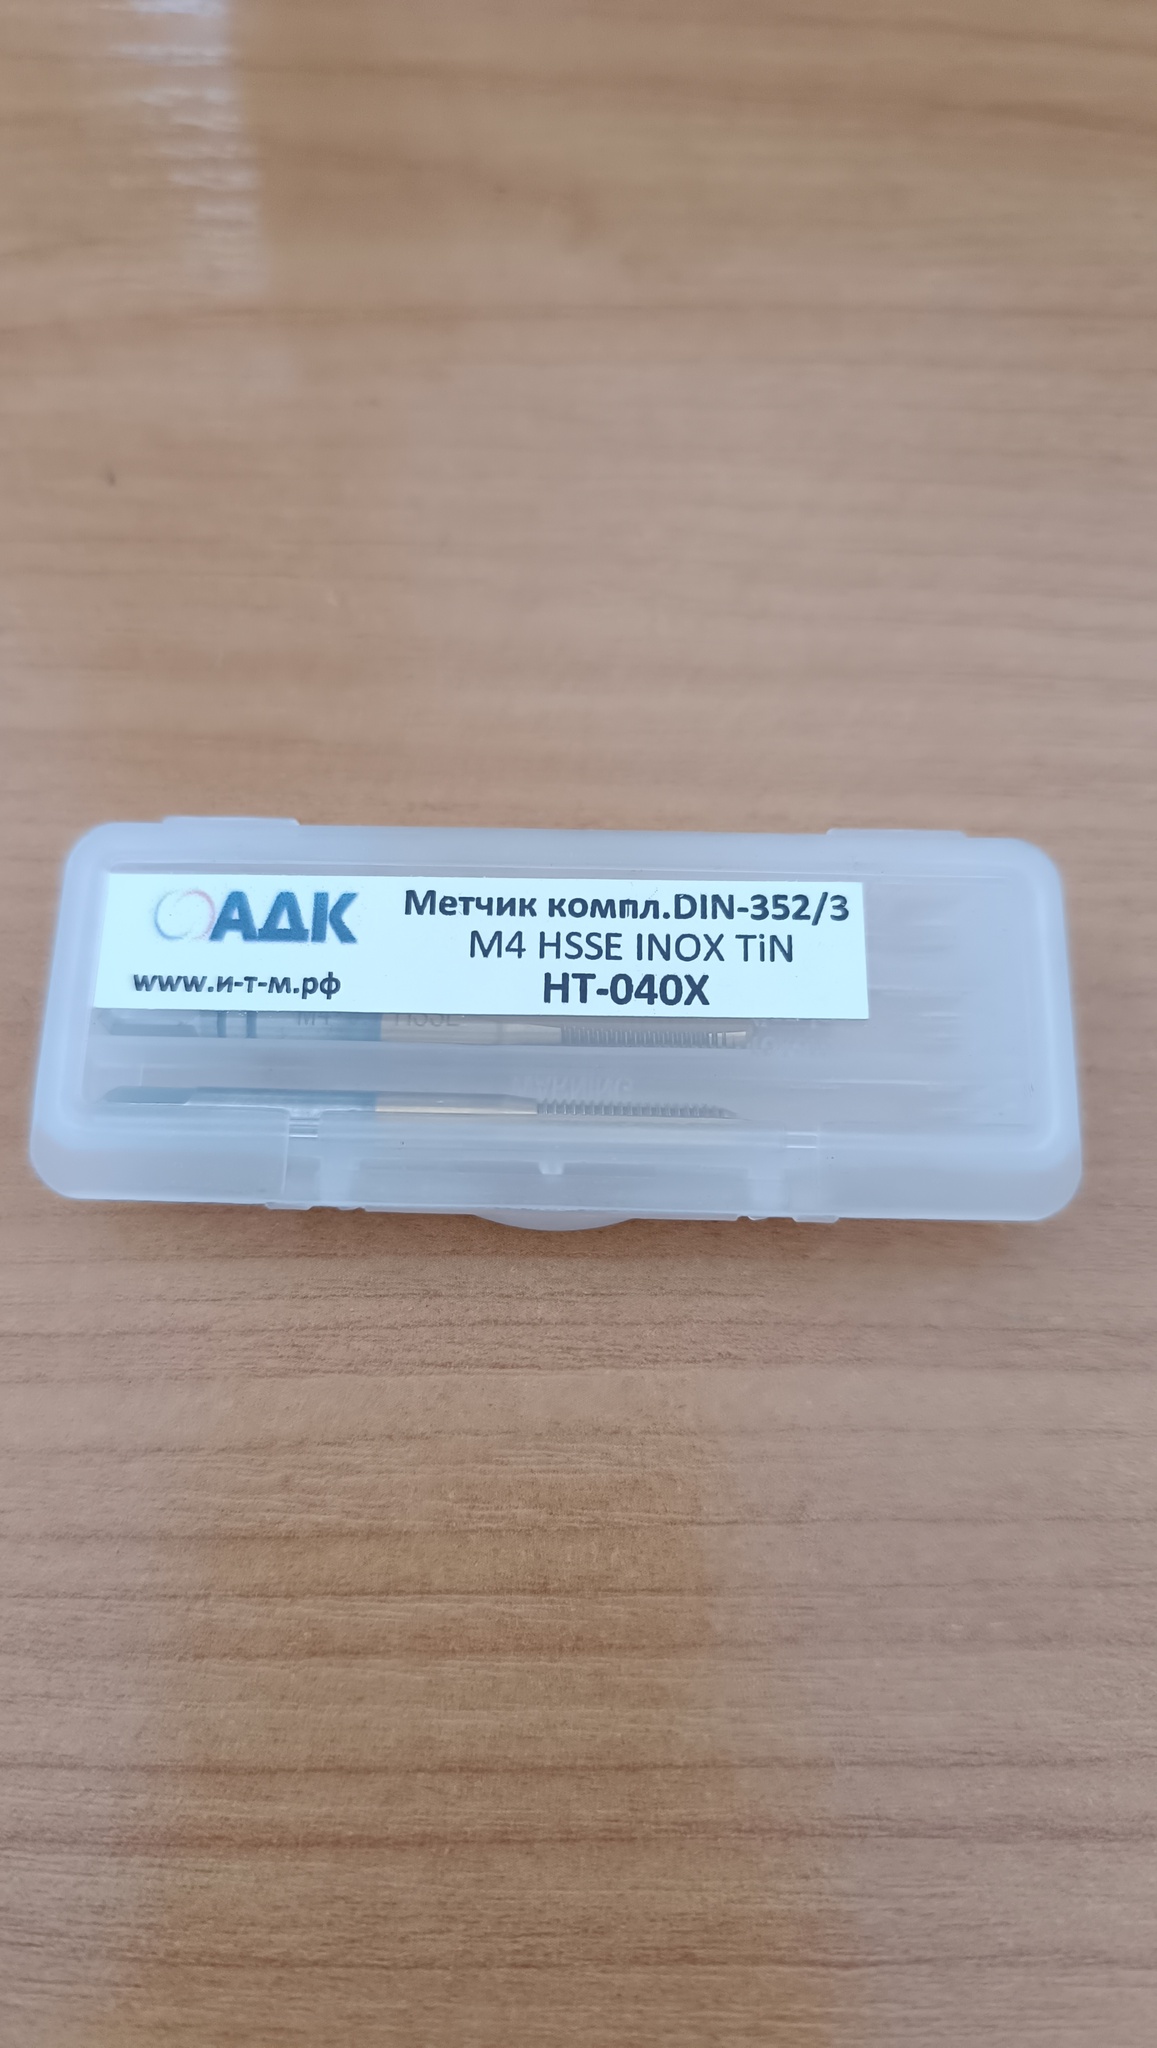 АДК
www.и-т-м.рф
Метчик компл.DIN-352/3
M4 HSSE INOX TiN
HT-040X
M4 HSSE